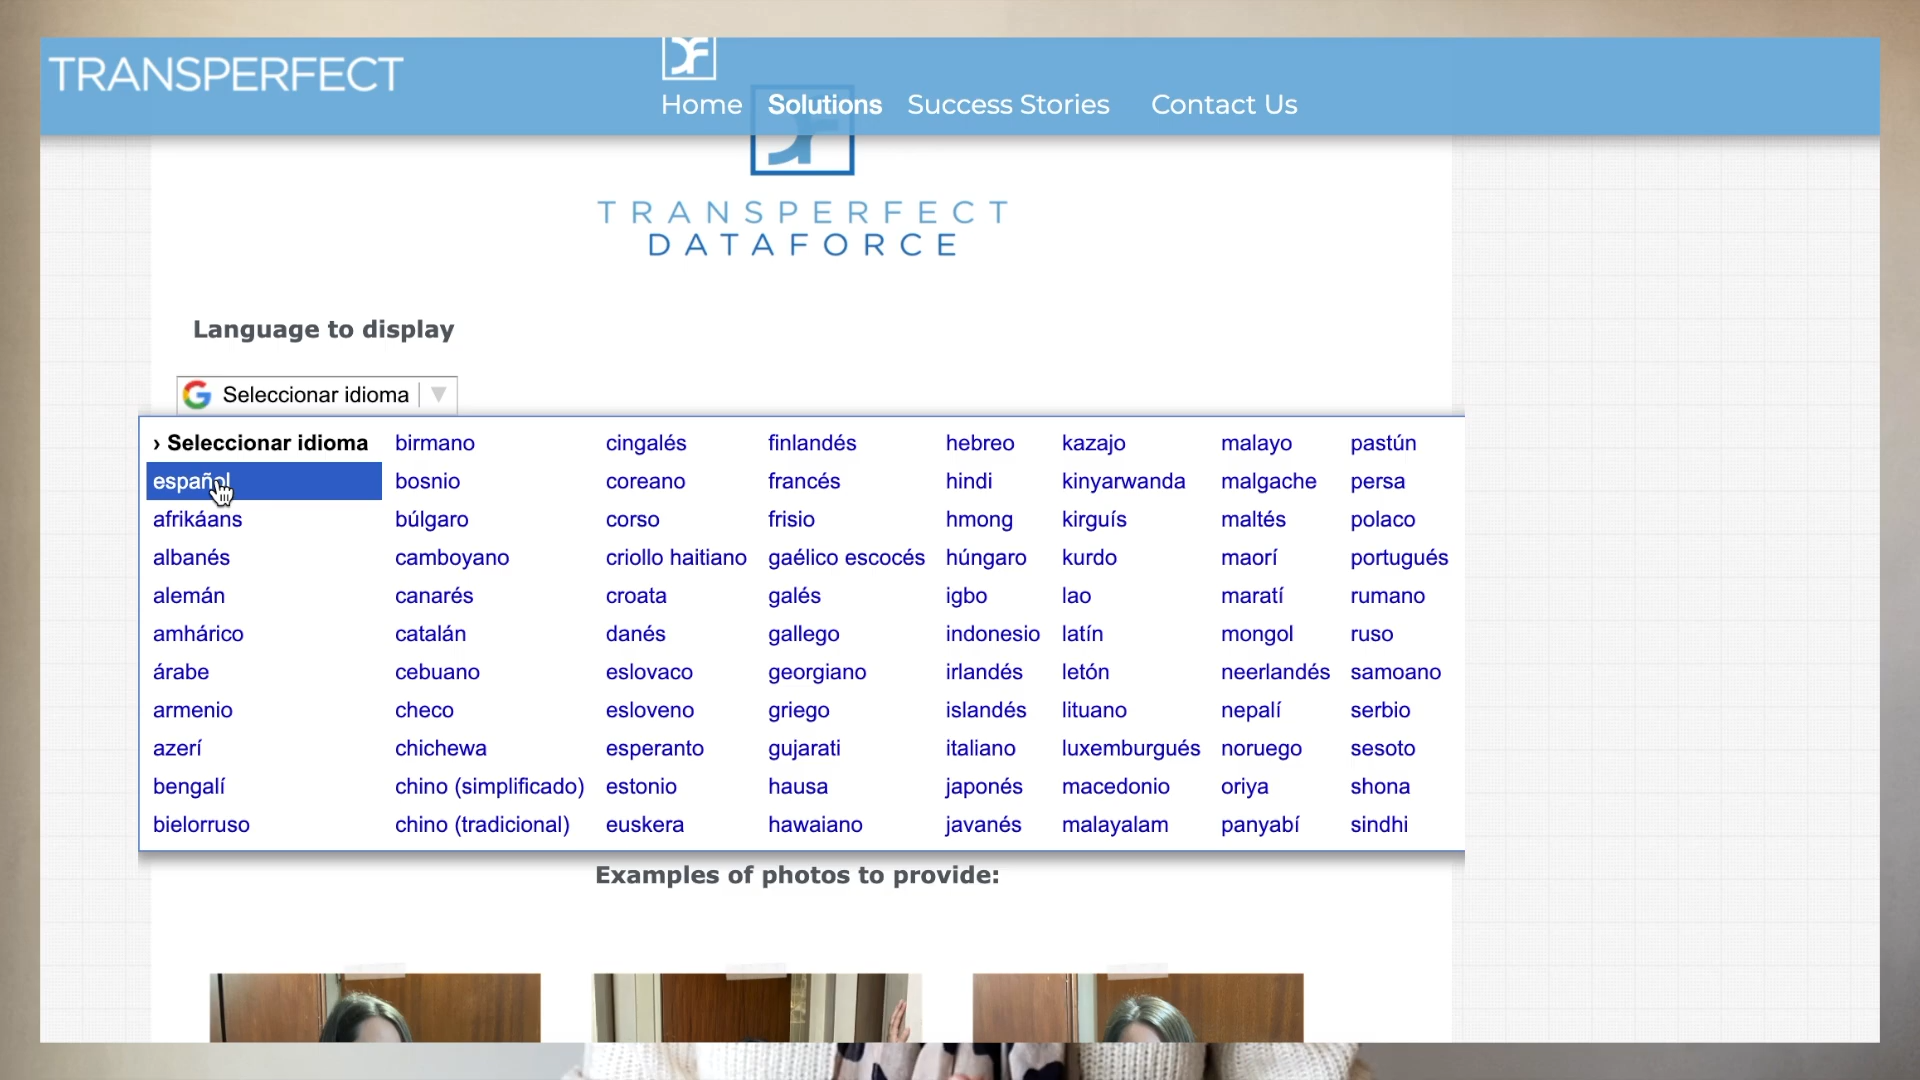 TRANSPERFECT
Home Solutions Success Stories Contact Us
TRANSPERFECT
DATAFORCE
Language to display
Seleccionar idioma
› Seleccionar idioma birmano cingalés finlandés hebreo kazajo malayo pastún
español bosnio coreano francés hindi kinyarwanda malgache persa
afrikáans búlgaro corso frisio hmong kirguís maltés polaco
albanés camboyano criollo haitiano gaélico escocés húngaro kurdo maorí portugués
alemán canarés croata galés igbo lao maratí rumano
amhárico catalán danés gallego indonesio latín mongol ruso
árabe cebuano eslovaco georgiano irlandés letón neerlandés samoano
armenio checo esloveno griego islandés lituano nepalí serbio
azerí chichewa esperanto gujarati italiano luxemburgués noruego sesoto
bengalí chino (simplificado) estonio hausa japonés macedonio oriya shona
bielorruso chino (tradicional) euskera hawaiano javanés malayalam panyabí sindhi
Examples of photos to provide: